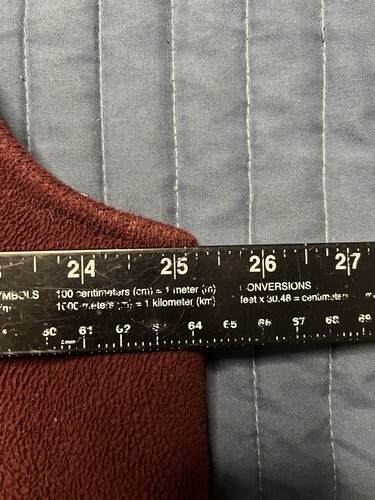 24 25 26 27
YMBOLS 100 centimeters (cm) = 1 meter (m) CONVERSIONS
1000 meters (m) = 1 kilometer (km) feet x 30.48 = centimeters
60 61 62 64 65 66 67 68 69